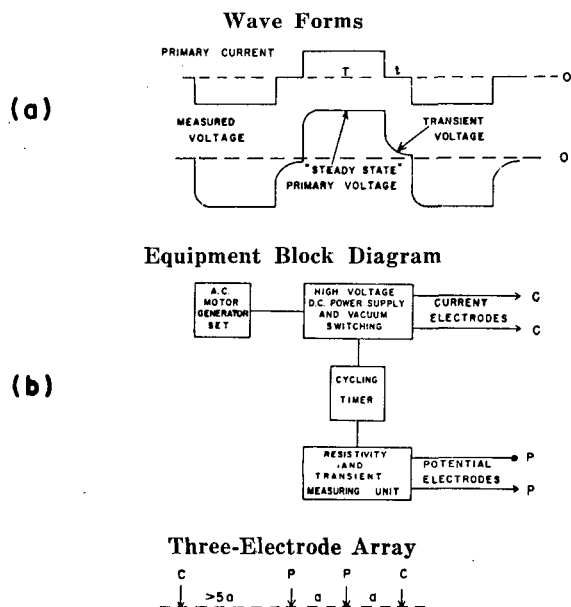 Wave Forms
PRIMARY CURRENT
T
t
O
(a)
MEASURED
VOLTAGE
TRANSIENT
VOLTAGE
O
"STEADY STATE"
PRIMARY VOLTAGE
Equipment Block Diagram
A.C.
MOTOR
GENERATOR
SET
HIGH VOLTAGE
D.C. POWER SUPPLY
AND VACUUM
SWITCHING
CURRENT
ELECTRODES
C
C
(b)
CYCLING
TIMER
RESISTIVITY
AND
TRANSIENT
MEASURING UNIT
POTENTIAL
ELECTRODES
P
P
Three-Electrode Array
C P P C
>5a a a